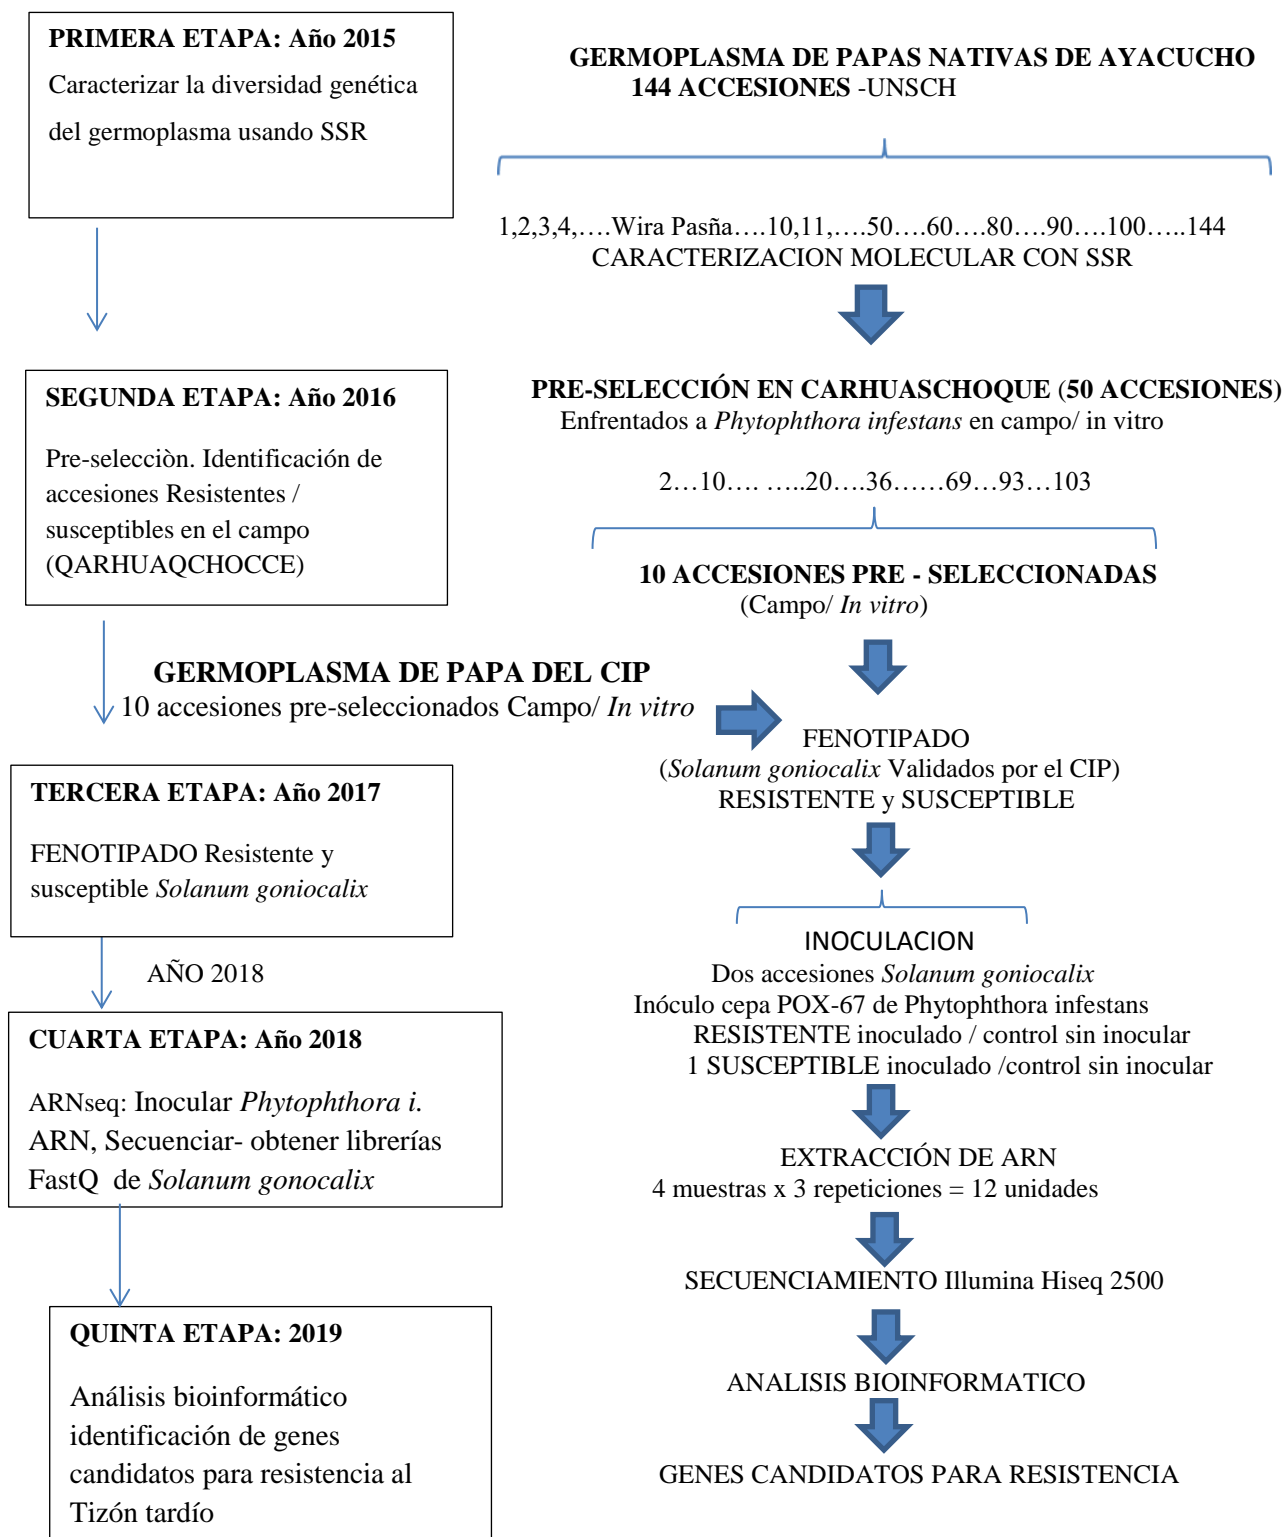 PRIMERA ETAPA: Año 2015
Caracterizar la diversidad genética
del germoplasma usando SSR
GERMOPLASMA DE PAPAS NATIVAS DE AYACUCHO
144 ACCESIONES -UNSCH
1,2,3,4,….Wira Pasña….10,11,….50….60….80….90….100…..144
CARACTERIZACION MOLECULAR CON SSR
SEGUNDA ETAPA: Año 2016
Pre-selecciòn. Identificación de
accesiones Resistentes /
susceptibles en el campo
(QARHUAQCHOCCE)
PRE-SELECCIÓN EN CARHUASCHOQUE (50 ACCESIONES)
Enfrentados a Phytophthora infestans en campo/ in vitro
2…10…. …..20….36……69…93…103
10 ACCESIONES PRE - SELECCIONADAS
(Campo/ In vitro)
GERMOPLASMA DE PAPA DEL CIP
10 accesiones pre-seleccionados Campo/ In vitro
FENOTIPADO
(Solanum goniocalix Validados por el CIP)
RESISTENTE y SUSCEPTIBLE
TERCERA ETAPA: Año 2017
FENOTIPADO Resistente y
susceptible Solanum goniocalix
AÑO 2018
INOCULACION
Dos accesiones Solanum goniocalix
Inóculo cepa POX-67 de Phytophthora infestans
RESISTENTE inoculado / control sin inocular
1 SUSCEPTIBLE inoculado /control sin inocular
CUARTA ETAPA: Año 2018
ARNseq: Inocular Phytophthora i.
ARN, Secuenciar- obtener librerías
FastQ de Solanum gonocalix
EXTRACCIÓN DE ARN
4 muestras x 3 repeticiones = 12 unidades
SECUENCIAMIENTO Illumina Hiseq 2500
QUINTA ETAPA: 2019
Análisis bioinformático
identificación de genes
candidatos para resistencia al
Tizón tardío
ANALISIS BIOINFORMATICO
GENES CANDIDATOS PARA RESISTENCIA